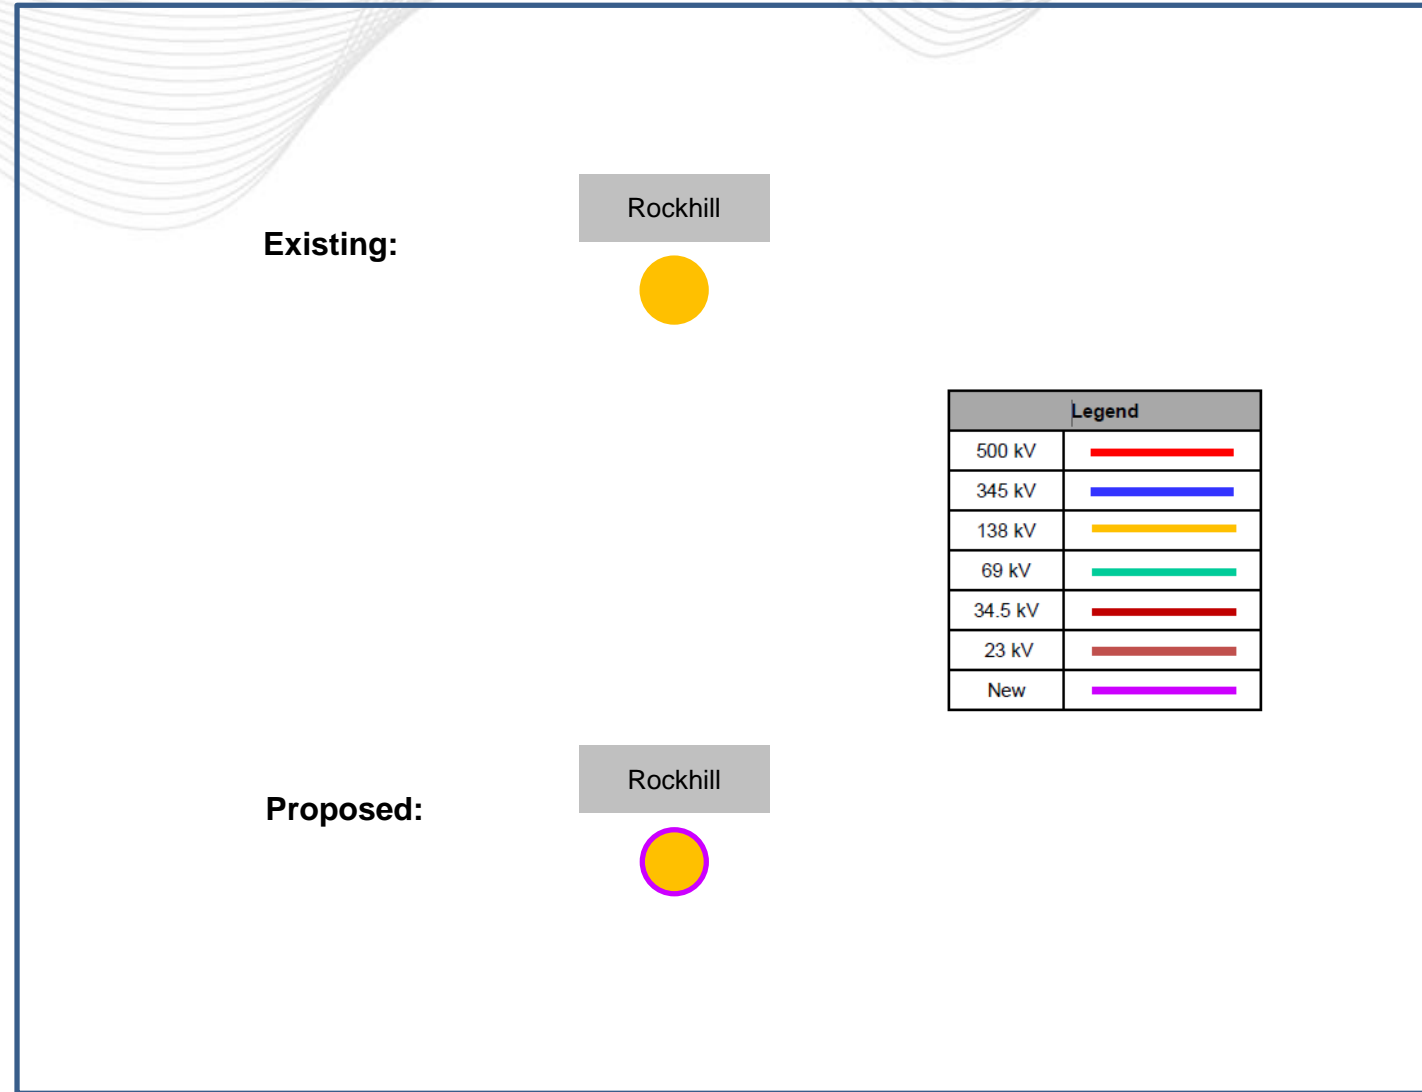 Rockhill
Existing:
Legend
500 kV
345 kV
138 kV
69 kV
34.5 kV
23 kV
New
Rockhill
Proposed: